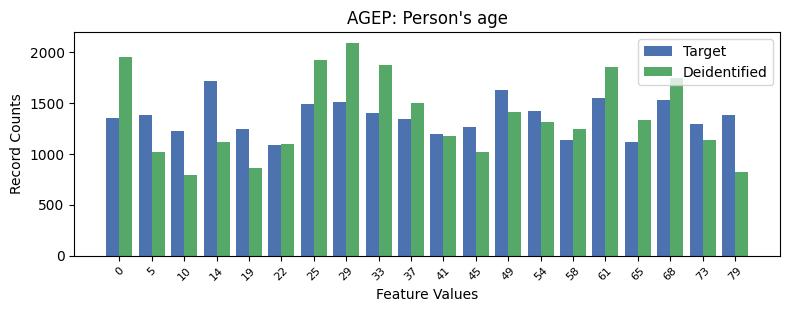 AGEP: Person's age
Target
Deidentified
2000
1500
1000
500
0
Record Counts
0 5 10 14 19 22 25 29 33 37 41 45 49 54 58 61 65 68 73 79
Feature Values